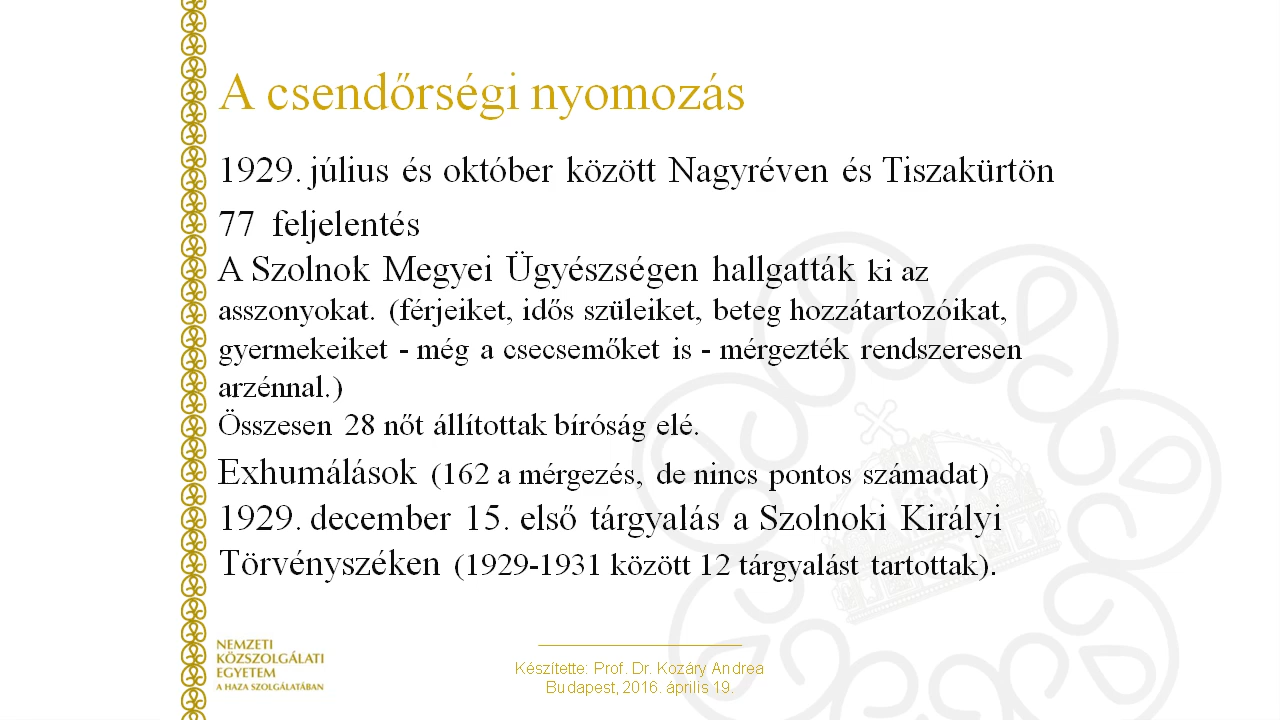 A csendőrségi nyomozás
1929. július és október között Nagyréven és Tiszakürtön
77 feljelentés
A Szolnok Megyei Ügyészségen hallgatták ki az
asszonyokat. (férjeiket, idős szüleiket, beteg hozzátartozóikat,
gyermekeiket - még a csecsemőket is - mérgezték rendszeresen
arzénnal.)
Összesen 28 nőt állítottak bíróság elé.
Exhumálások (162 a mérgezés, de nincs pontos számadat)
1929. december 15. első tárgyalás a Szolnoki Királyi
Törvényszéken (1929-1931 között 12 tárgyalást tartottak).
NEMZETI
KÖZSZOLGÁLATI
EGYETEM
A HAZA SZOLGÁLATÁBAN
Készítette: Prof. Dr. Kozáry Andrea
Budapest, 2016. április 19.